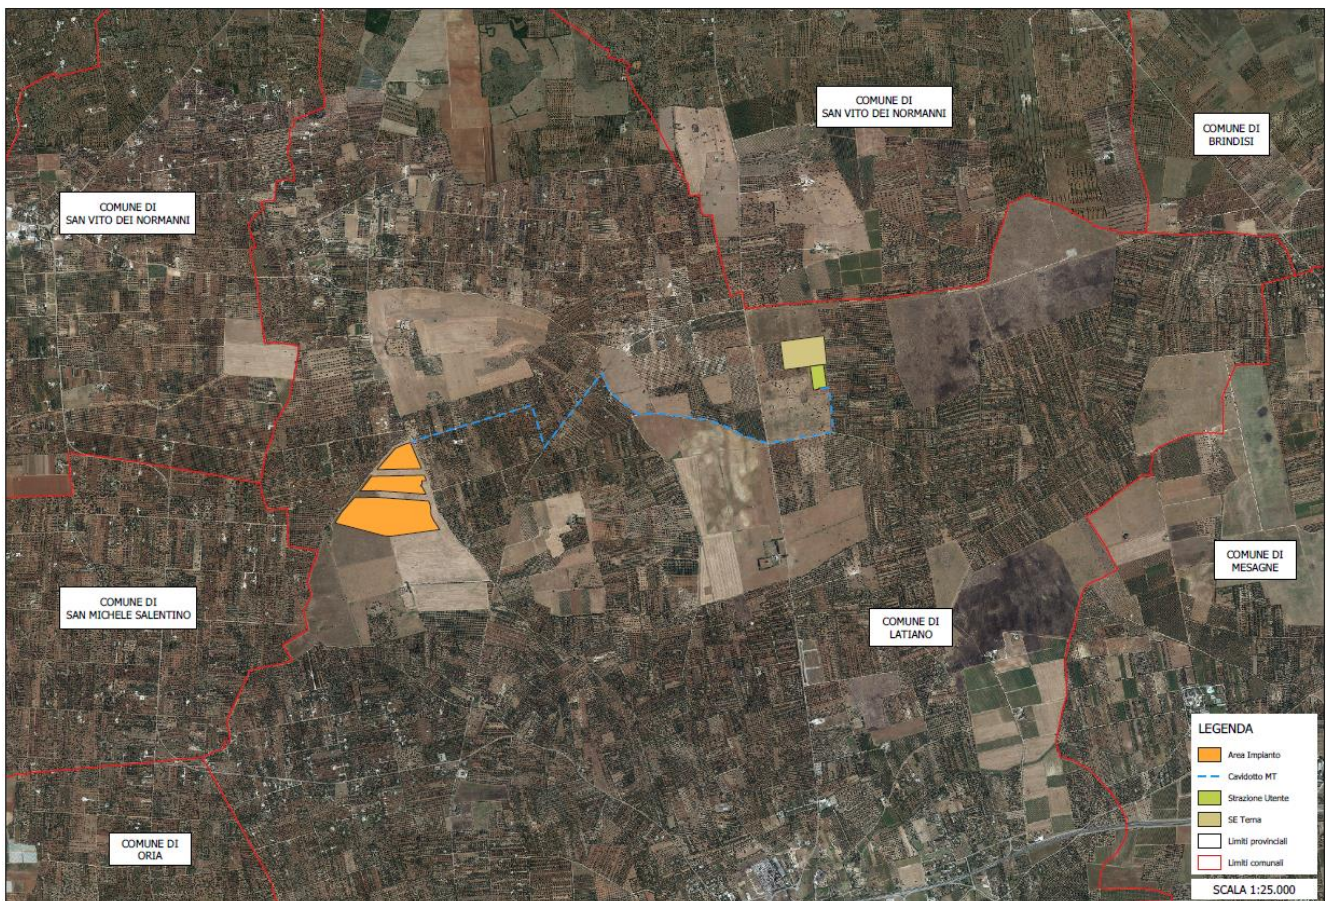 COMUNE DI
SAN VITO DEI NORMANNI
COMUNE DI
BRINDISI
COMUNE DI
SAN VITO DEI NORMANNI
COMUNE DI
MESAGNE
COMUNE DI
SAN MICHELE SALENTINO
COMUNE DI
LATIANO
COMUNE DI
ORIA
LEGENDA
Area Impianto
Cavidotto MT
Strazione Utente
SE Terna
Limiti provinciali
Limiti comunali
SCALA 1:25.000